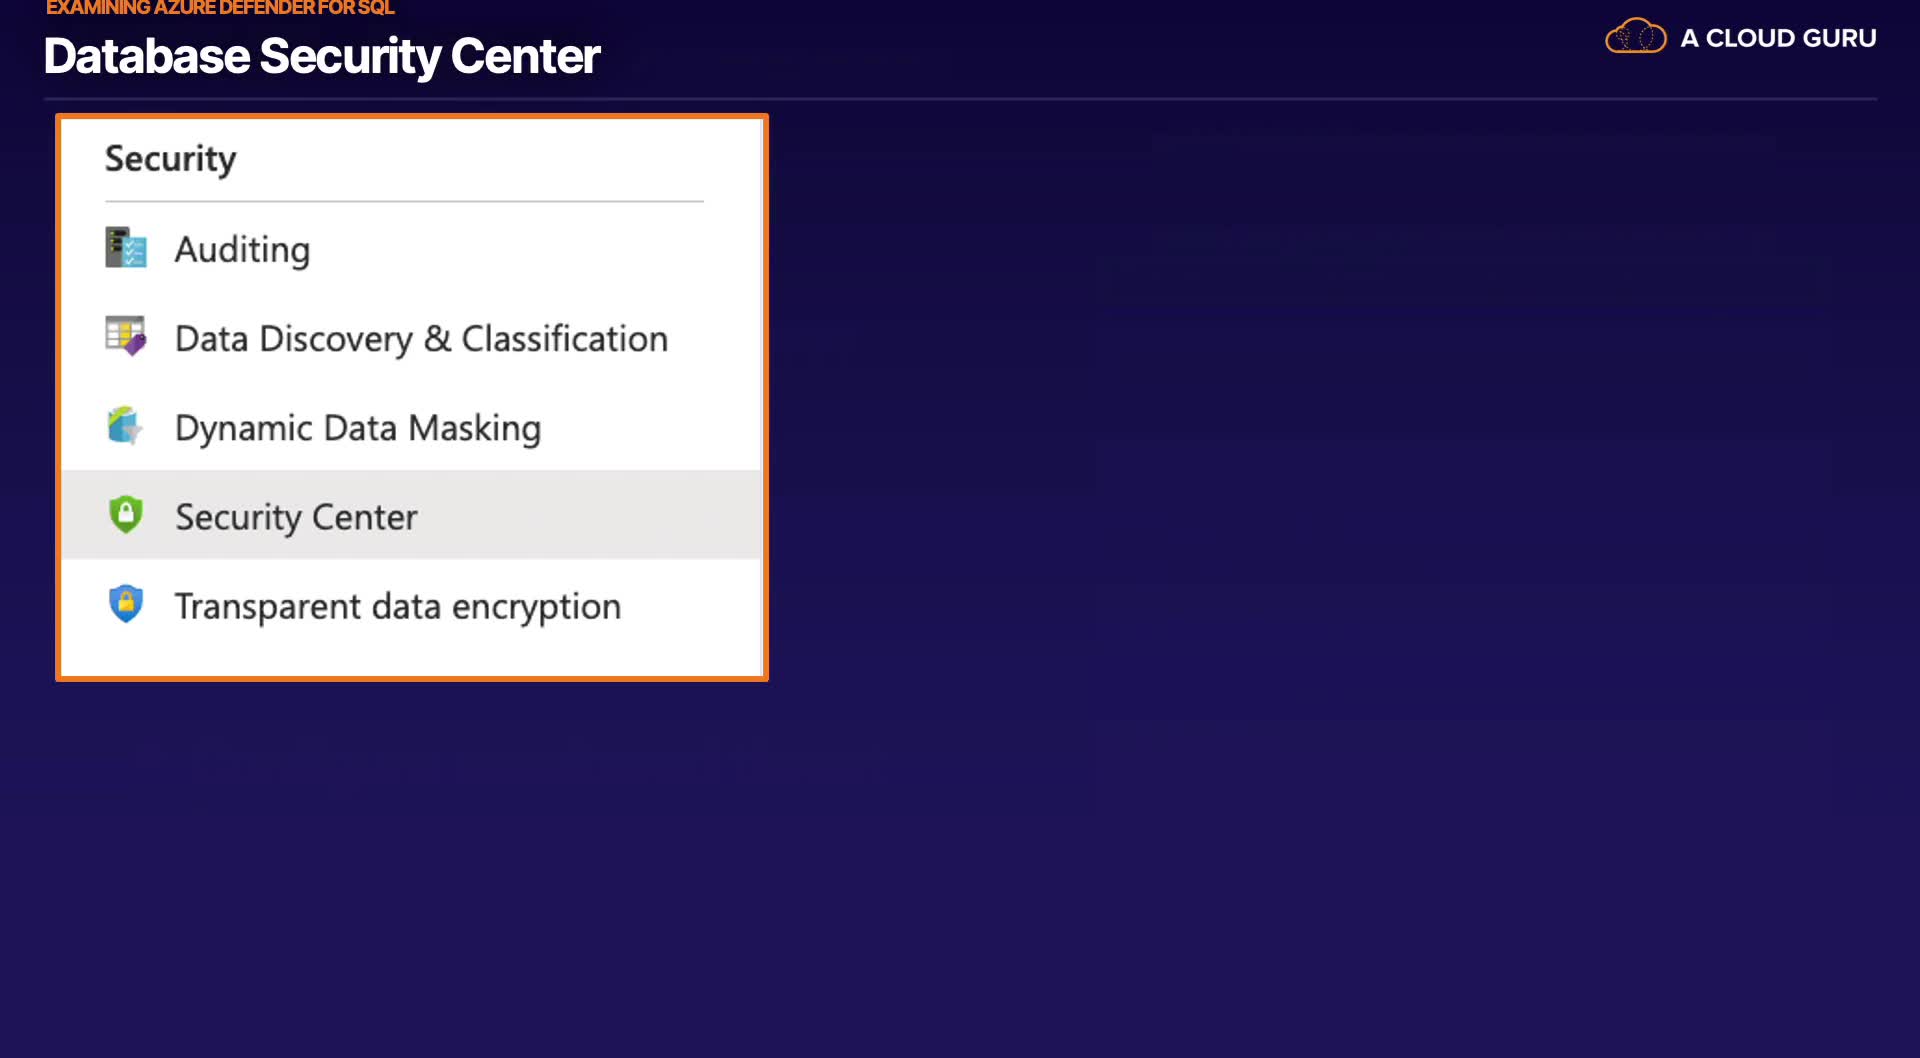 EXAMINING AZURE DEFENDER FOR SQL
Database Security Center
A CLOUD GURU
Security
Auditing
Data Discovery & Classification
Dynamic Data Masking
Security Center
Transparent data encryption